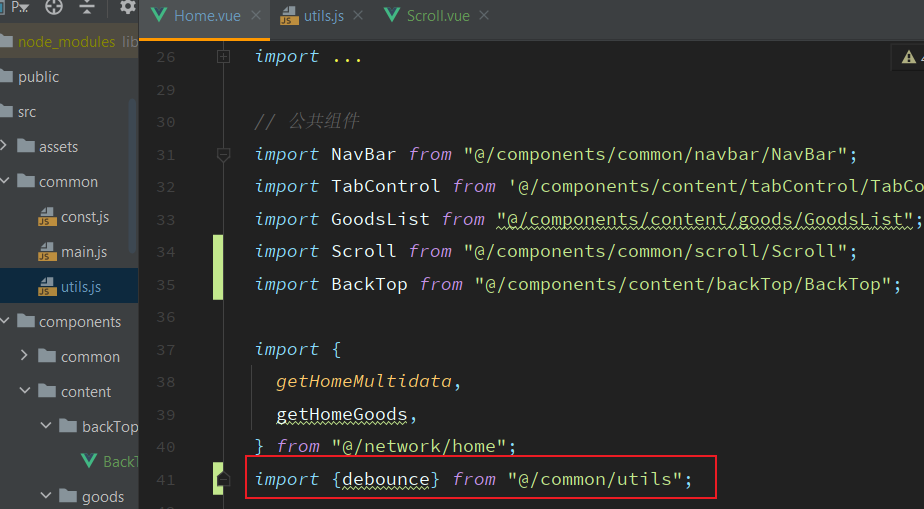 P...
Home.vue
utils.js
Scroll.vue
node_modules lib
public
src
assets
common
const.js
main.js
utils.js
components
common
content
backTop
BackT
goods
26 import ...
29
30 // 公共组件
31 import NavBar from "@/components/common/navbar/NavBar";
32 import TabControl from '@/components/content/tabControl/TabCo
33 import GoodsList from "@/components/content/goods/GoodsList";
34 import Scroll from "@/components/common/scroll/Scroll";
35 import BackTop from "@/components/content/backTop/BackTop";
36
37 import {
38 getHomeMultidata,
39 getHomeGoods,
40 } from "@/network/home";
41 import {debounce} from "@/common/utils";